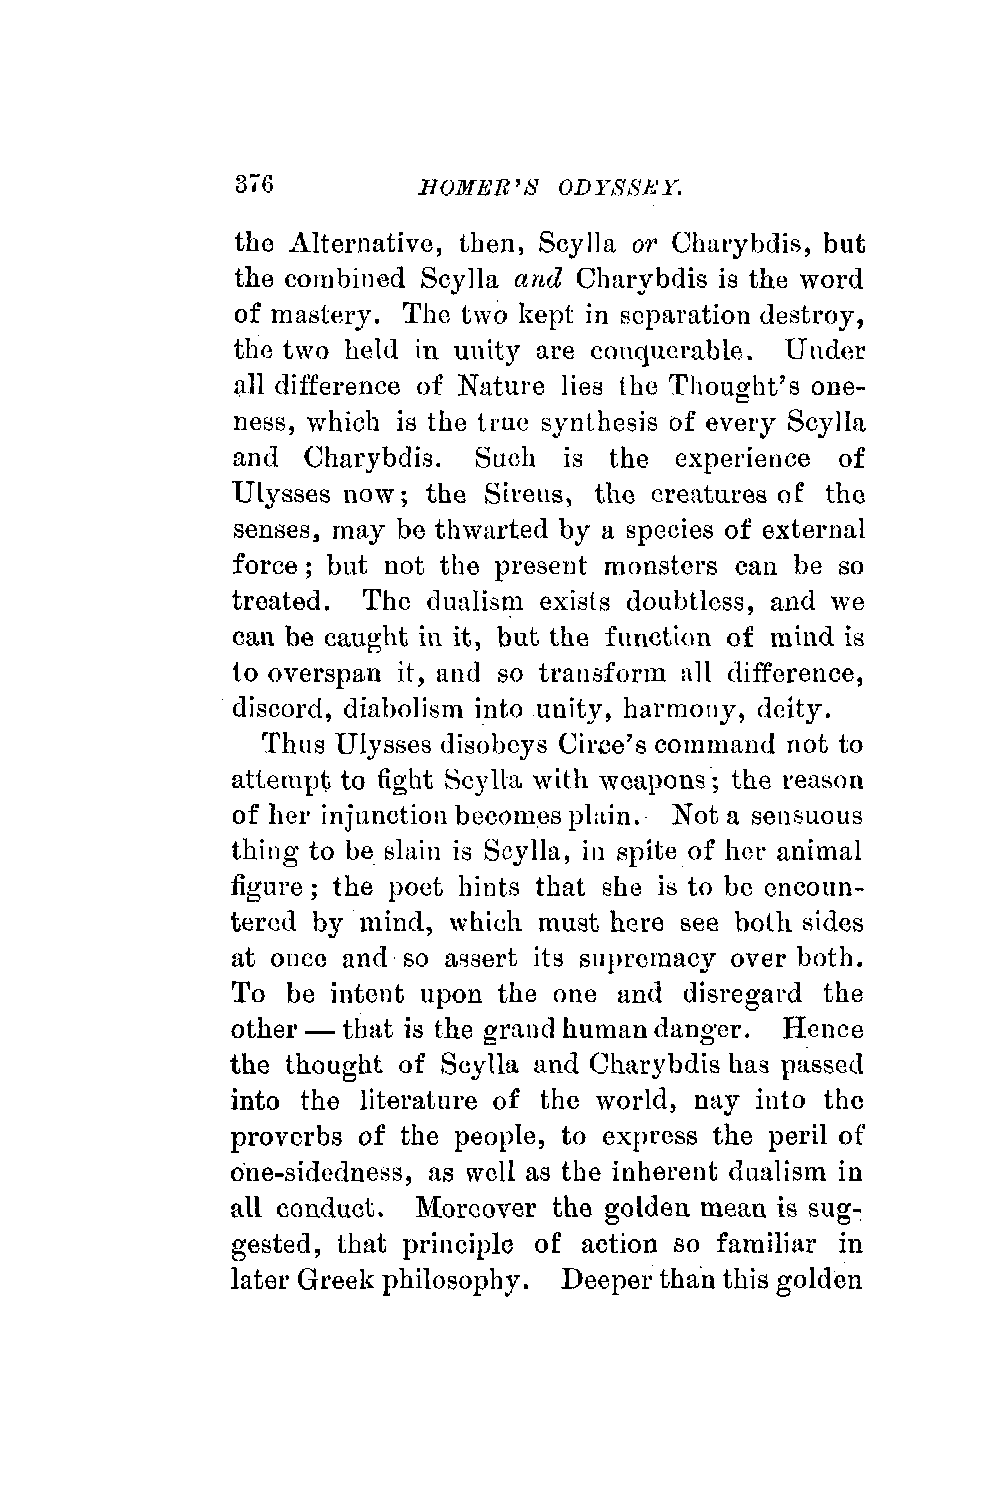 376 HOMER'S ODYSSEY.
the Alternative, then, Scylla or Charybdis, but
the combined Scylla and Charybdis is the word
of mastery. The two kept in separation destroy,
the two held in unity are conquerable. Under
all difference of Nature lies the Thought's one-
ness, which is the true synthesis of every Scylla
and Charybdis. Such is the experience of
Ulysses now; the Sirens, the creatures of the
senses, may be thwarted by a species of external
force; but not the present monsters can be so
treated. The dualism exists doubtless, and we
can be caught in it, but the function of mind is
to overspan it, and so transform all difference,
discord, diabolism into unity, harmony, deity.
Thus Ulysses disobeys Circe's command not to
attempt to fight Scylla with weapons; the reason
of her injunction becomes plain. Not a sensuous
thing to be slain is Scylla, in spite of her animal
figure; the poet hints that she is to be encoun-
tered by mind, which must here see both sides
at once and so assert its supremacy over both.
To be intent upon the one and disregard the
other — that is the grand human danger. Hence
the thought of Scylla and Charybdis has passed
into the literature of the world, nay into the
proverbs of the people, to express the peril of
one-sidedness, as well as the inherent dualism in
all conduct. Moreover the golden mean is sug-
gested, that principle of action so familiar in
later Greek philosophy. Deeper than this golden